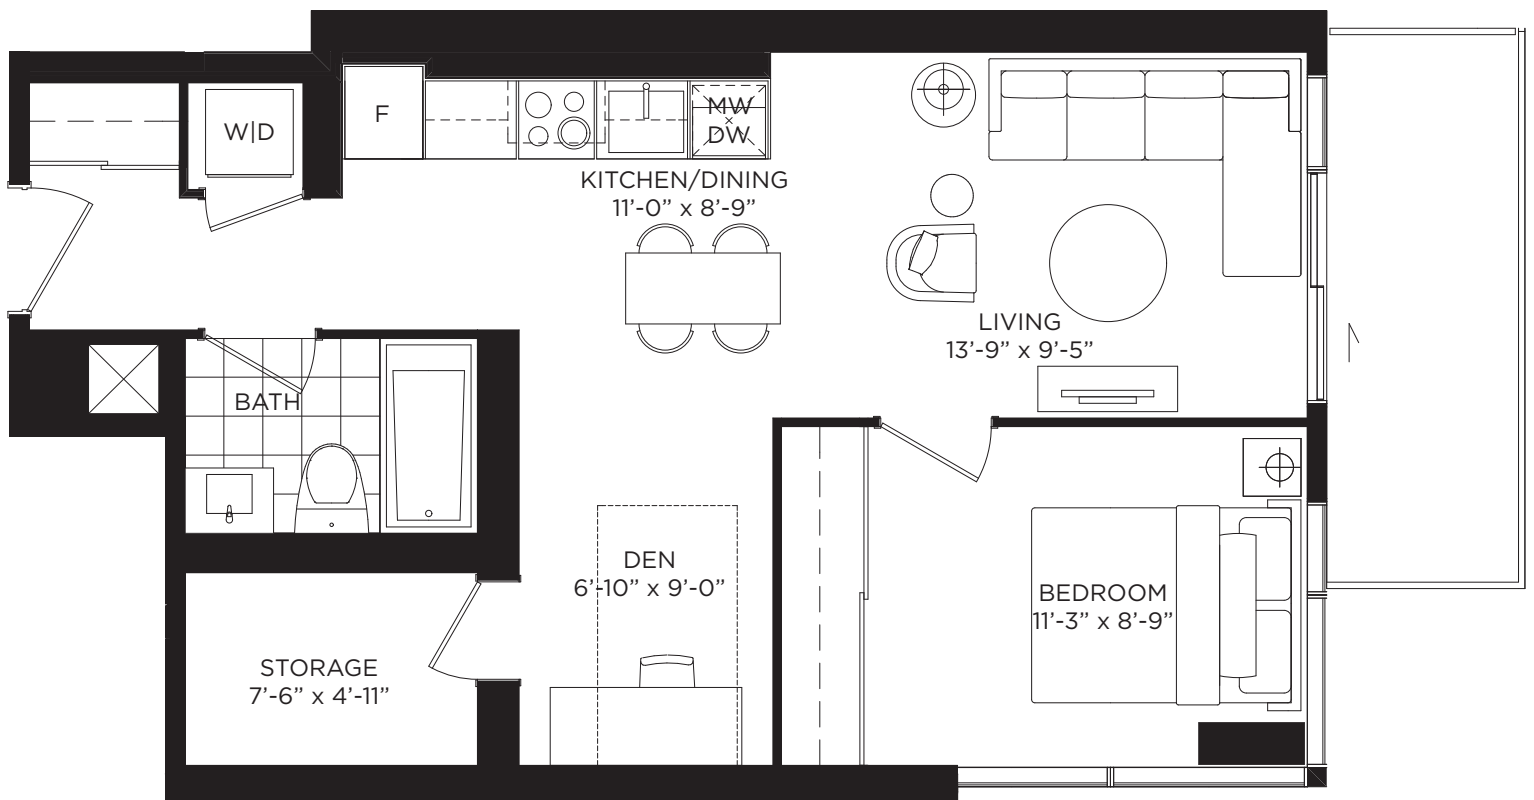 W|D
F
MW
DW
KITCHEN/DINING
11'-0” x 8'-9”
LIVING
13'-9” x 9'-5”
BATH
DEN
6'-10” x 9'-0”
BEDROOM
11'-3” x 8'-9”
STORAGE
7'-6” x 4'-11”